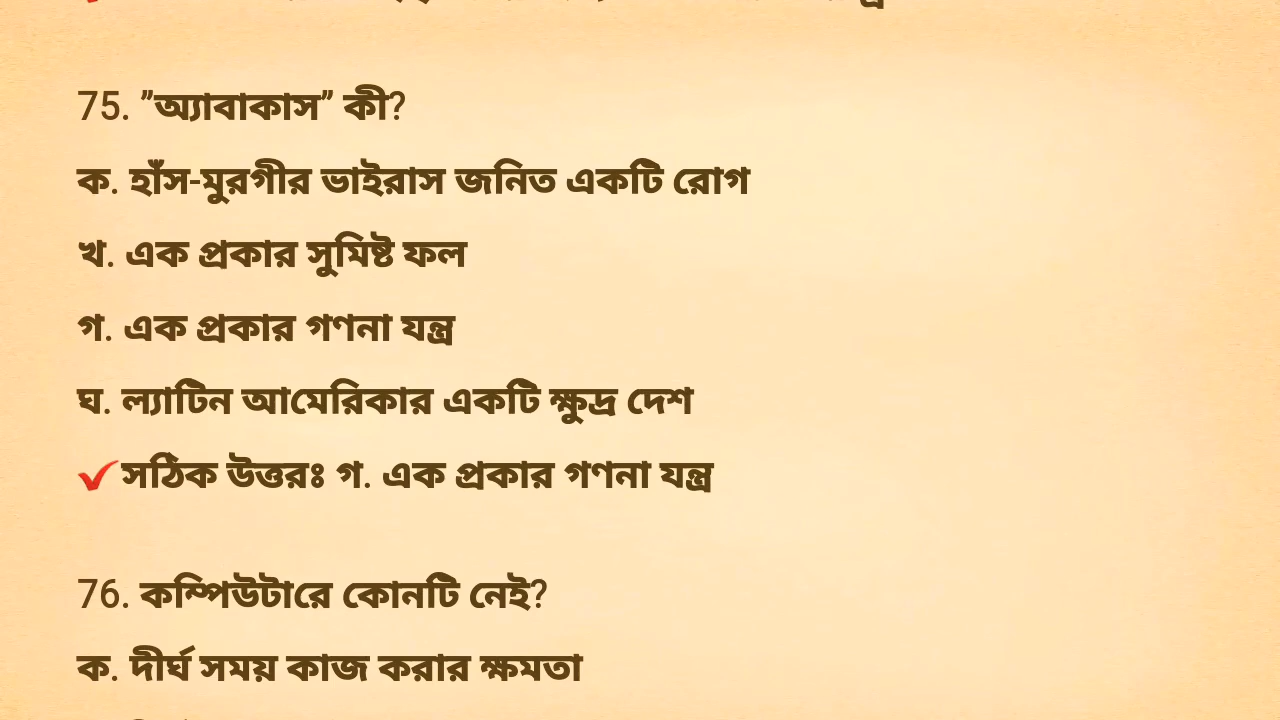 75. ”অ্যাবাকাস” কী?
ক. হাঁস-মুরগীর ভাইরাস জনিত একটি রোগ
খ. এক প্রকার সুমিষ্ট ফল
গ. এক প্রকার গণনা যন্ত্র
ঘ. ল্যাটিন আমেরিকার একটি ক্ষুদ্র দেশ
✓সঠিক উত্তরঃ গ. এক প্রকার গণনা যন্ত্র
76. কম্পিউটারে কোনটি নেই?
ক. দীর্ঘ সময় কাজ করার ক্ষমতা